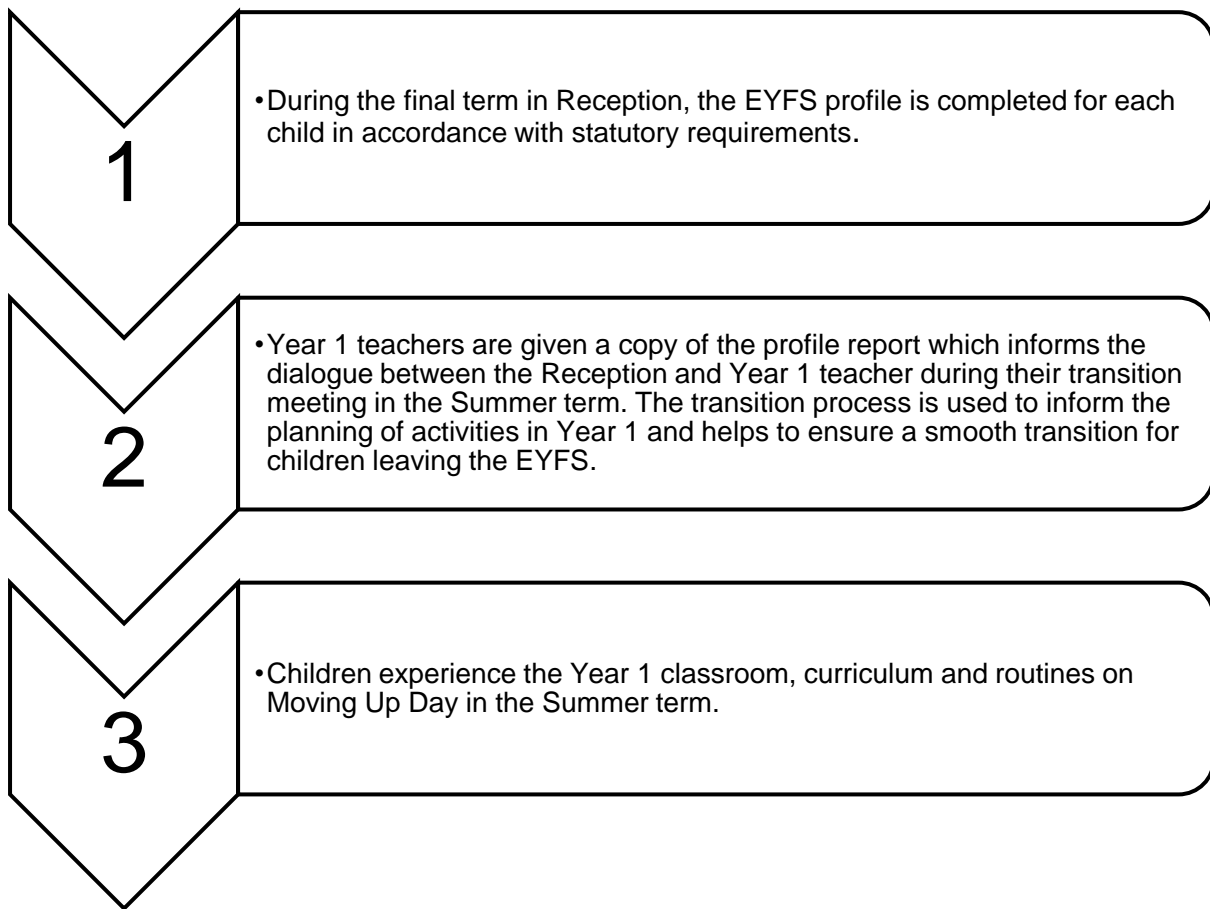 1
•During the final term in Reception, the EYFS profile is completed for each
child in accordance with statutory requirements.
2
•Year 1 teachers are given a copy of the profile report which informs the
dialogue between the Reception and Year 1 teacher during their transition
meeting in the Summer term. The transition process is used to inform the
planning of activities in Year 1 and helps to ensure a smooth transition for
children leaving the EYFS.
3
•Children experience the Year 1 classroom, curriculum and routines on
Moving Up Day in the Summer term.